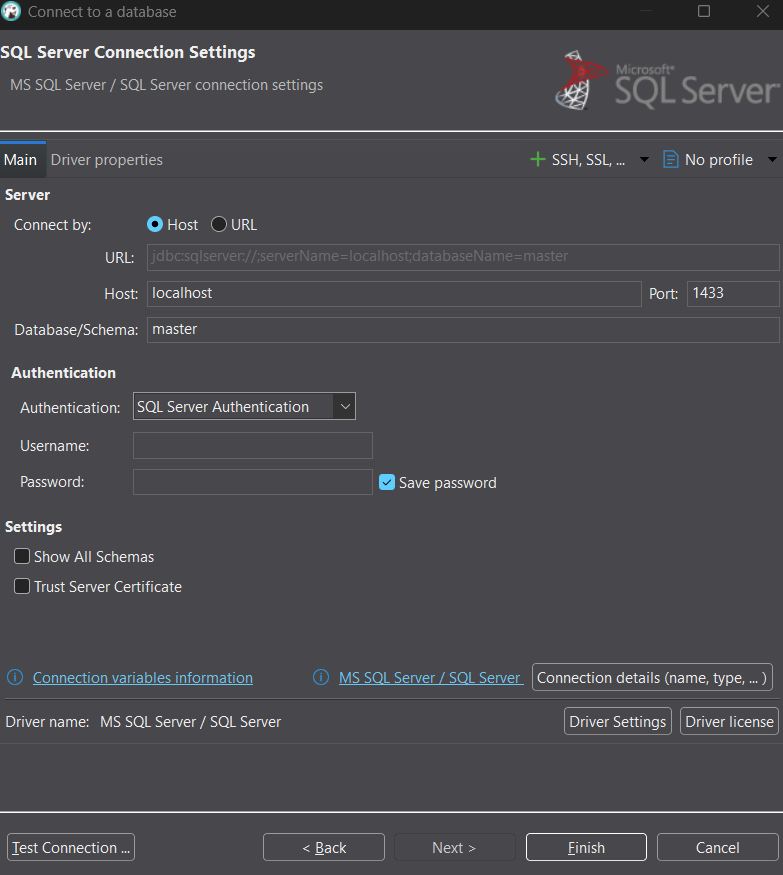 Connect to a database
SQL Server Connection Settings
MS SQL Server / SQL Server connection settings
Microsoft®
SQL Server
Main Driver properties SSH, SSL, ... No profile
Server
Connect by: Host URL
URL: jdbc:sqlserver://;serverName=localhost;databaseName=master
Host: localhost Port: 1433
Database/Schema: master
Authentication
Authentication: SQL Server Authentication
Username:
Password: Save password
Settings
Show All Schemas
Trust Server Certificate
Connection variables information MS SQL Server / SQL Server Connection details (name, type, ... )
Driver name: MS SQL Server / SQL Server Driver Settings Driver license
Test Connection ... < Back Next > Finish Cancel